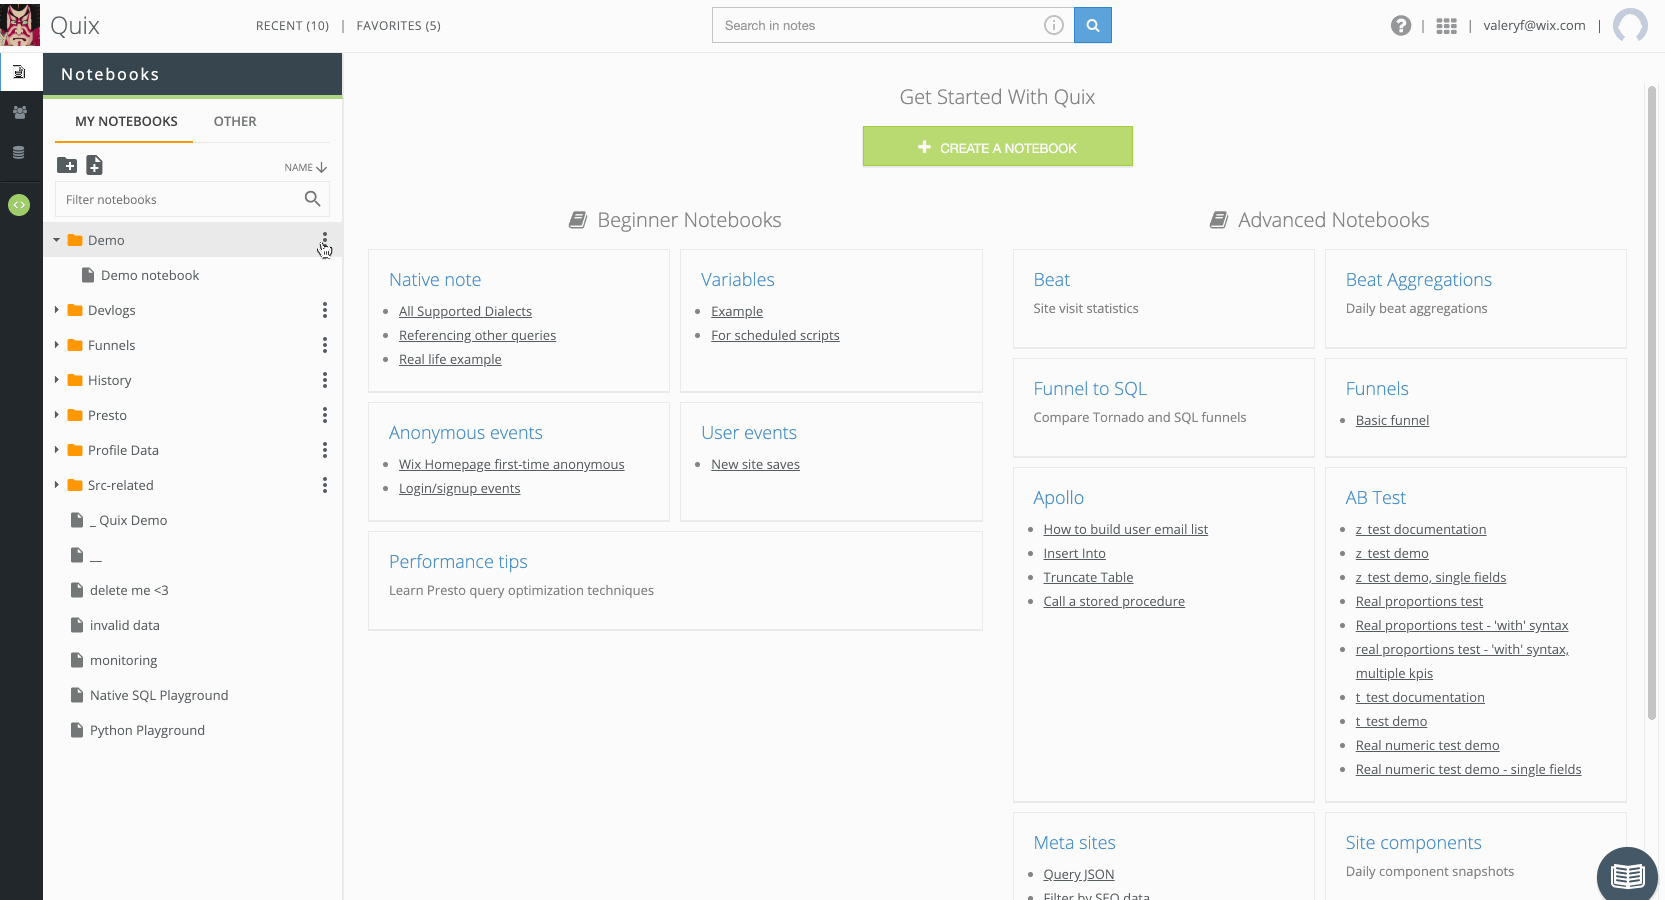 Quix
RECENT (10) | FAVORITES (5)
Search in notes
valeryf@wix.com
Notebooks
MY NOTEBOOKS
OTHER
NAME
Filter notebooks
Demo
Demo notebook
Devlogs
Funnels
History
Presto
Profile Data
Src-related
_ Quix Demo
__
delete me <3
invalid data
monitoring
Native SQL Playground
Python Playground
Get Started With Quix
CREATE A NOTEBOOK
Beginner Notebooks
Native note
All Supported Dialects
Referencing other queries
Real life example
Variables
Example
For scheduled scripts
Anonymous events
Wix Homepage first-time anonymous
Login/signup events
User events
New site saves
Performance tips
Learn Presto query optimization techniques
Advanced Notebooks
Beat
Site visit statistics
Beat Aggregations
Daily beat aggregations
Funnel to SQL
Compare Tornado and SQL funnels
Funnels
Basic funnel
Apollo
How to build user email list
Insert Into
Truncate Table
Call a stored procedure
AB Test
z_test documentation
z_test demo
z_test demo, single fields
Real proportions test
Real proportions test - 'with' syntax
real proportions test - 'with' syntax,
multiple kpis
t_test documentation
t_test demo
Real numeric test demo
Real numeric test demo - single fields
Meta sites
Query JSON
Filter by SEO data
Site components
Daily component snapshots